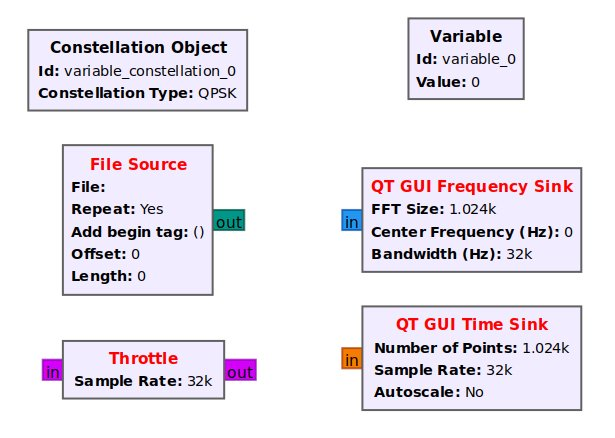 Constellation Object
Id: variable_constellation_0
Constellation Type: QPSK
Variable
Id: variable_0
Value: 0
File Source
File:
Repeat: Yes
Add begin tag: ()
Offset: 0
Length: 0
out
in
QT GUI Frequency Sink
FFT Size: 1.024k
Center Frequency (Hz): 0
Bandwidth (Hz): 32k
in
Throttle
Sample Rate: 32k
out
in
QT GUI Time Sink
Number of Points: 1.024k
Sample Rate: 32k
Autoscale: No